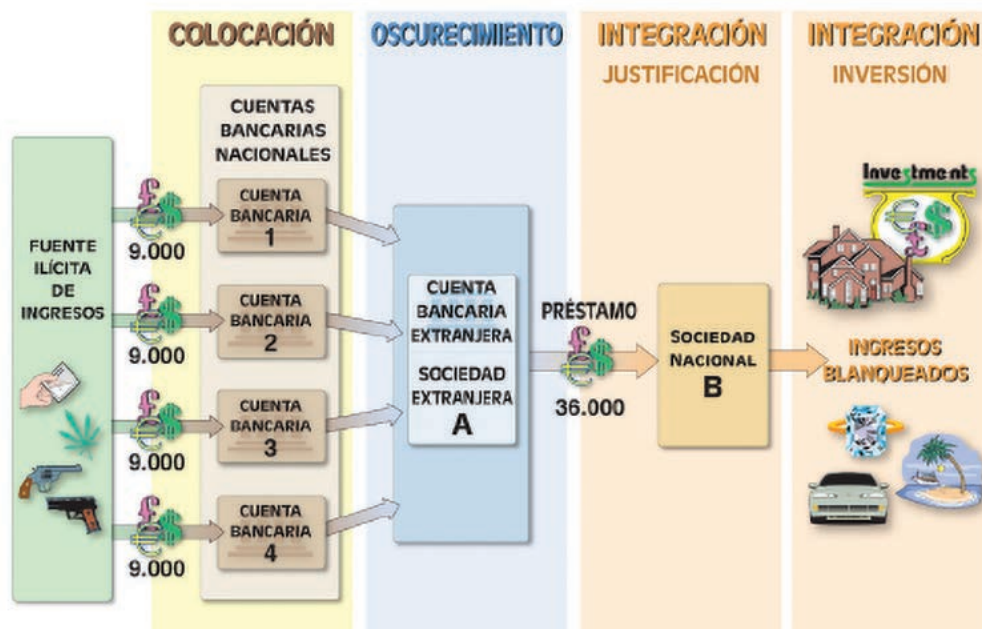 COLOCACIÓN
OSCURECIMIENTO
INTEGRACIÓN
JUSTIFICACIÓN
INTEGRACIÓN
INVERSIÓN
FUENTE
ILÍCITA
DE
INGRESOS
9.000
9.000
9.000
9.000
CUENTAS
BANCARIAS
NACIONALES
CUENTA
BANCARIA
1
CUENTA
BANCARIA
2
CUENTA
BANCARIA
3
CUENTA
BANCARIA
4
CUENTA
BANCARIA
EXTRANJERA
SOCIEDAD
EXTRANJERA
A
PRÉSTAMO
36.000
SOCIEDAD
NACIONAL
B
Investments
INGRESOS
BLANQUEADOS